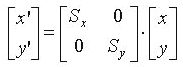 [x'] = [S_x 0] · [x]
[y'] = [0 S_y] · [y]